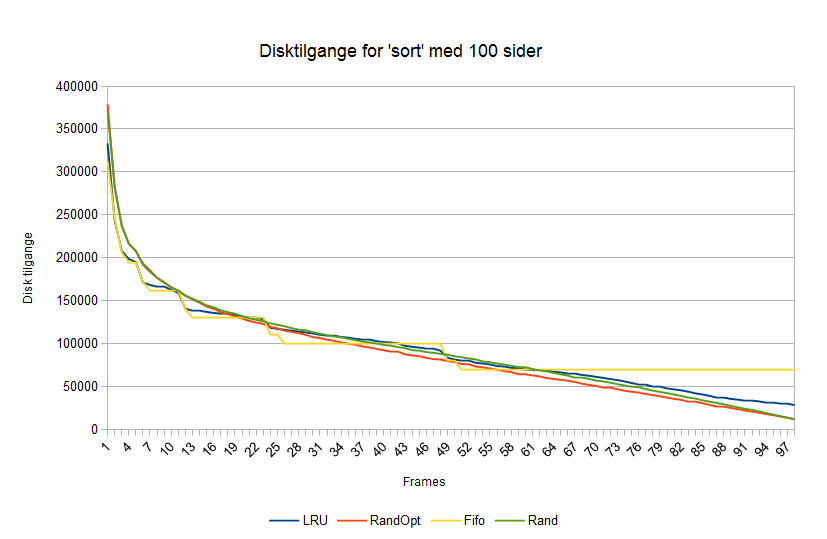 Disktilgange for 'sort' med 100 sider
400000
350000
300000
250000
200000
150000
100000
50000
0
Disk tilgange
1 4 7 10 13 16 19 22 25 28 31 34 37 40 43 46 49 52 55 58 61 64 67 70 73 76 79 82 85 88 91 94 97
Frames
LRU RandOpt Fifo Rand